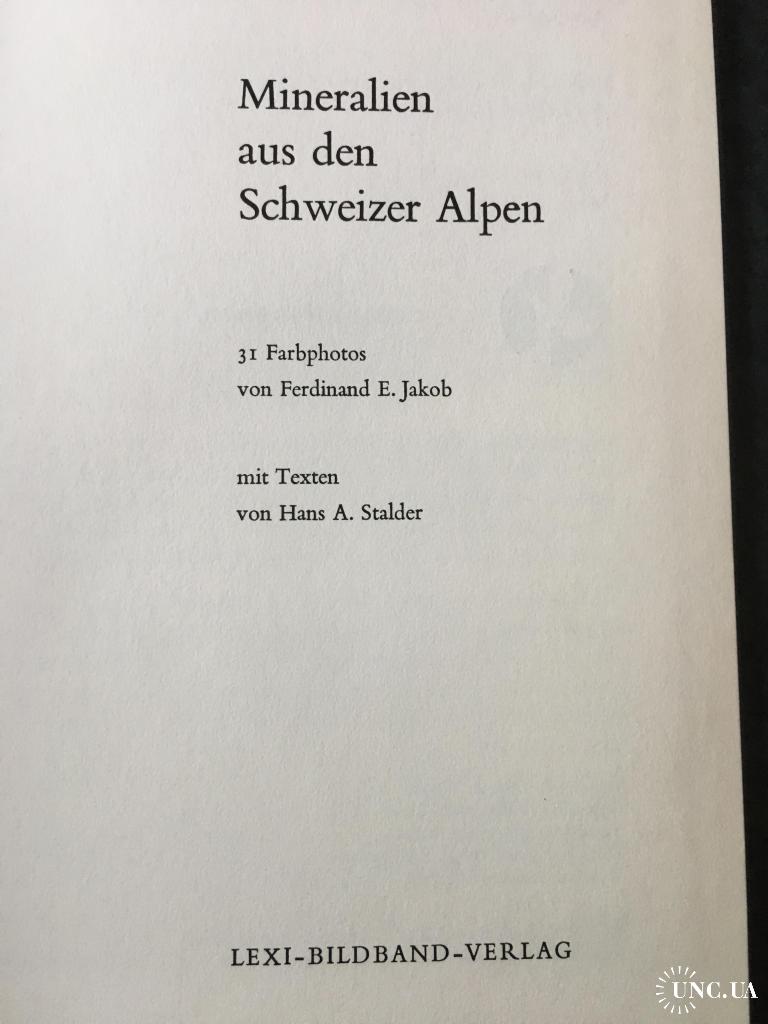 Mineralien
aus den
Schweizer Alpen
31 Farbphotos
von Ferdinand E. Jakob
mit Texten
von Hans A. Stalder
LEXI-BILDBAND-VERLAG
UNC.UA